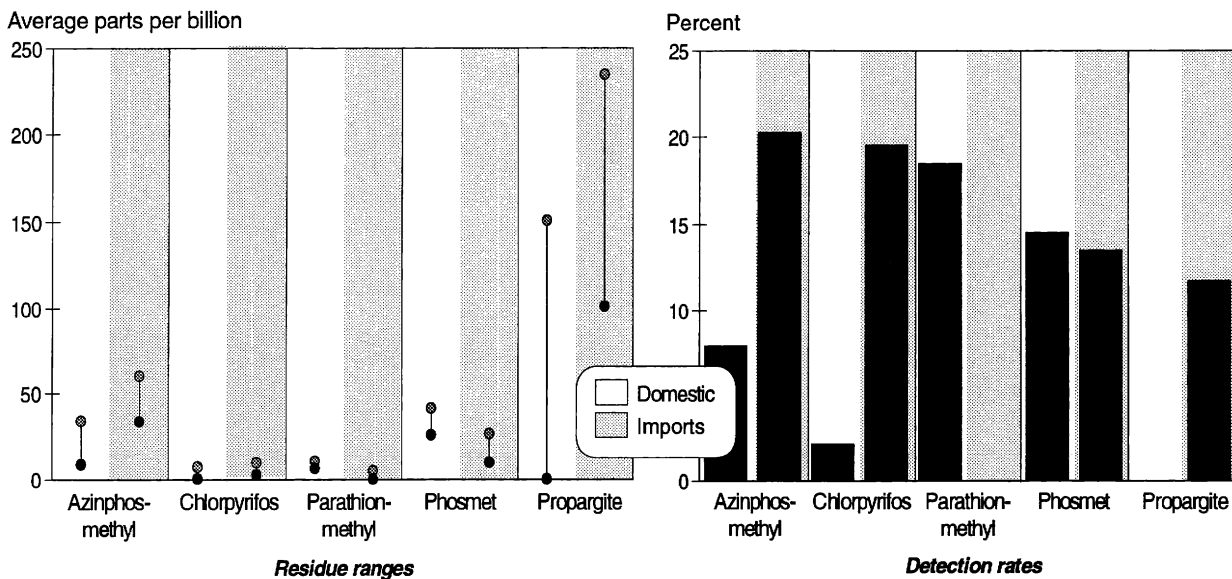 Average parts per billion
250
200
150
100
50
0
Azinphos-
methyl
Chlorpyrifos
Parathion-
methyl
Phosmet
Propargite
Residue ranges
Domestic
Imports
Percent
25
20
15
10
0
Azinphos-
methyl
Chlorpyrifos
Parathion-
methyl
Phosmet
Propargite
Detection rates